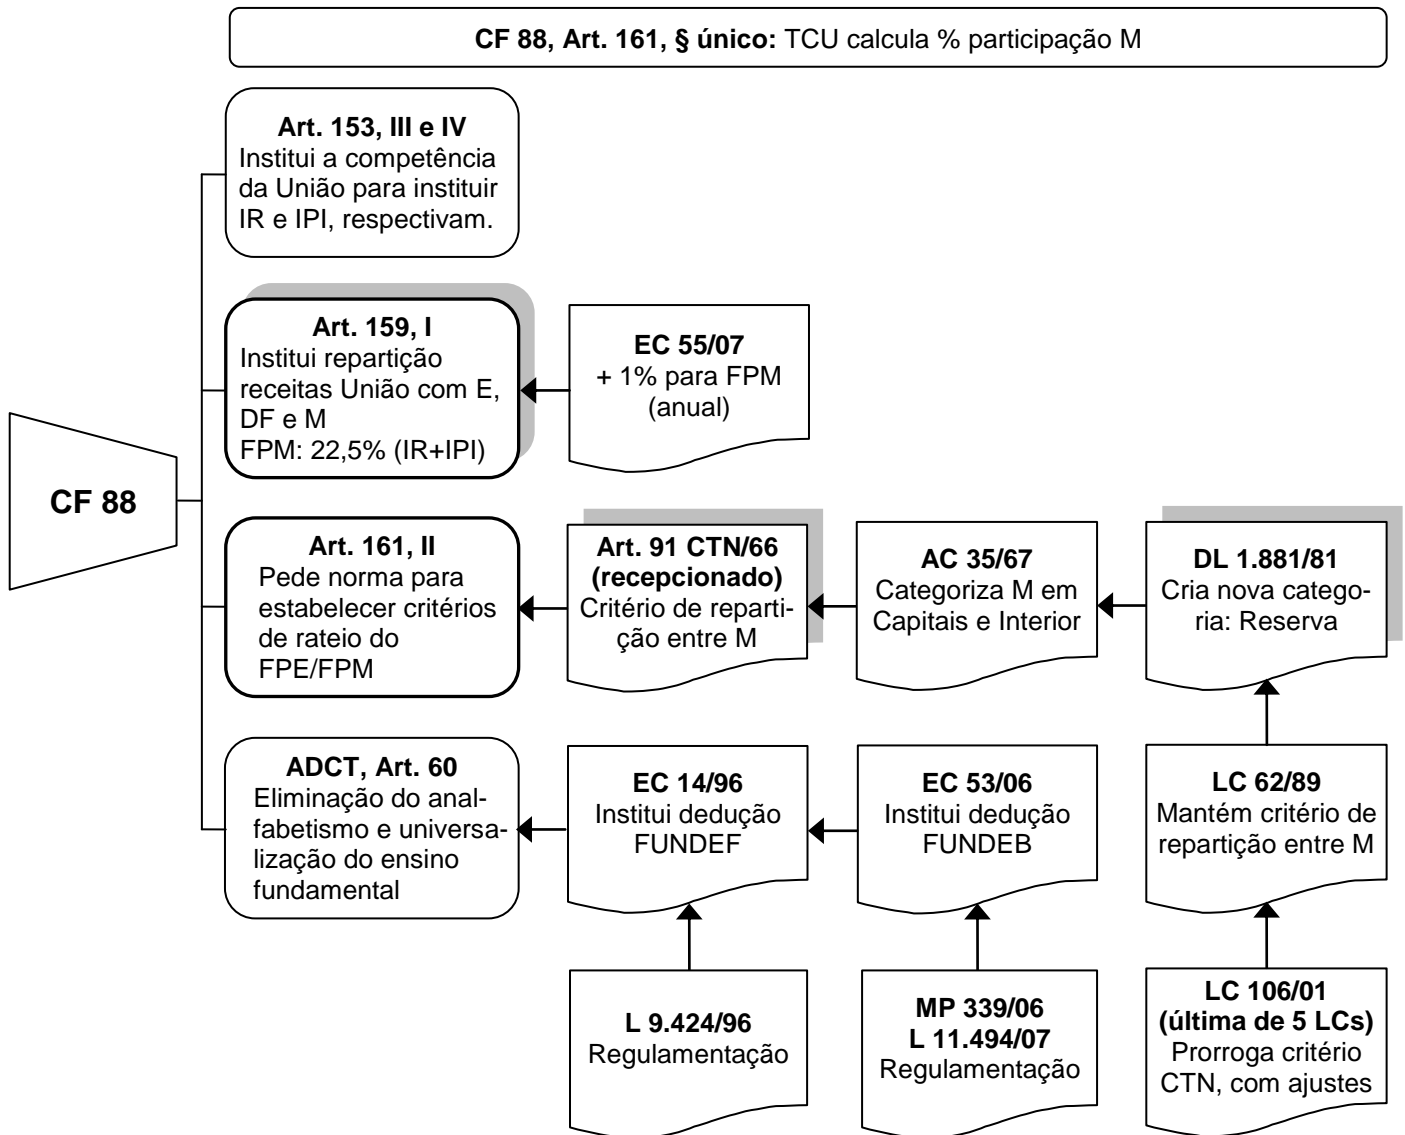 CF 88, Art. 161, § único: TCU calcula % participação M
Art. 153, III e IV
Institui a competência
da União para instituir
IR e IPI, respectivam.
Art. 159, I
Institui repartição
receitas União com E,
DF e M
FPM: 22,5% (IR+IPI)
EC 55/07
+ 1% para FPM
(anual)
CF 88
Art. 161, II
Pede norma para
estabelecer critérios
de rateio do
FPE/FPM
Art. 91 CTN/66
(recepcionado)
Critério de reparti-
ção entre M
AC 35/67
Categoriza M em
Capitais e Interior
DL 1.881/81
Cria nova catego-
ria: Reserva
ADCT, Art. 60
Eliminação do anal-
fabetismo e universa-
lização do ensino
fundamental
EC 14/96
Institui dedução
FUNDEF
EC 53/06
Institui dedução
FUNDEB
LC 62/89
Mantém critério de
repartição entre M
L 9.424/96
Regulamentação
MP 339/06
L 11.494/07
Regulamentação
LC 106/01
(última de 5 LCs)
Prorroga critério
CTN, com ajustes